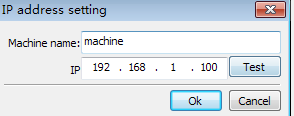 IP address setting
Machine name: machine
IP 192 . 168 . 1 . 100 Test
Ok Cancel